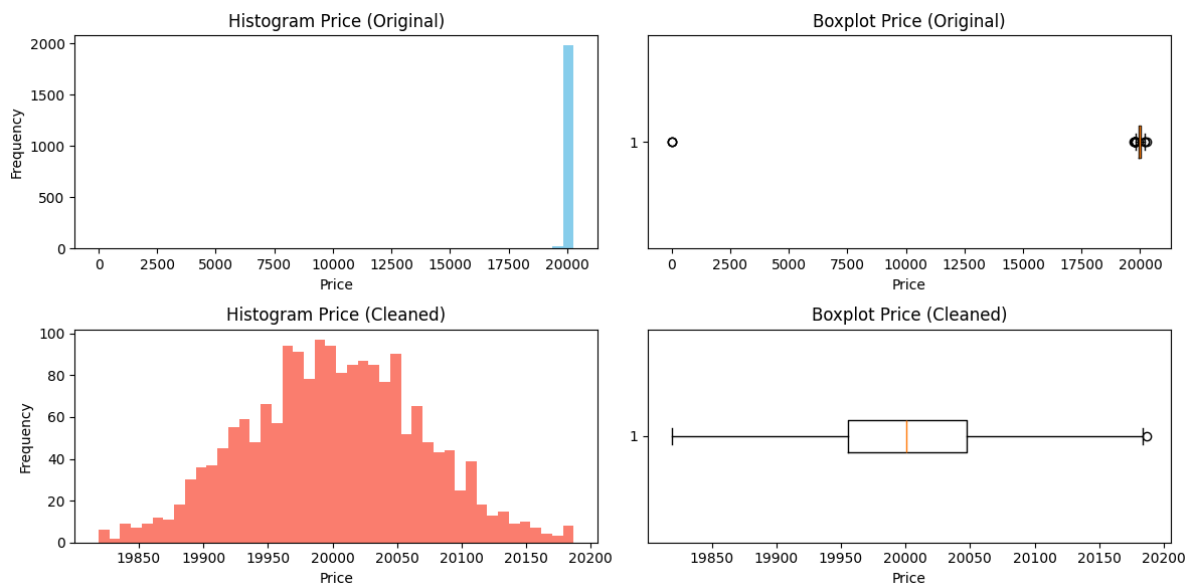 Histogram Price (Original)
Frequency
2000
1500
1000
500
0
0 2500 5000 7500 10000 12500 15000 17500 20000
Price
Boxplot Price (Original)
1
0 2500 5000 7500 10000 12500 15000 17500 20000
Price
Histogram Price (Cleaned)
Frequency
100
80
60
40
20
0
19850 19900 19950 20000 20050 20100 20150 20200
Price
Boxplot Price (Cleaned)
1
19850 19900 19950 20000 20050 20100 20150 20200
Price